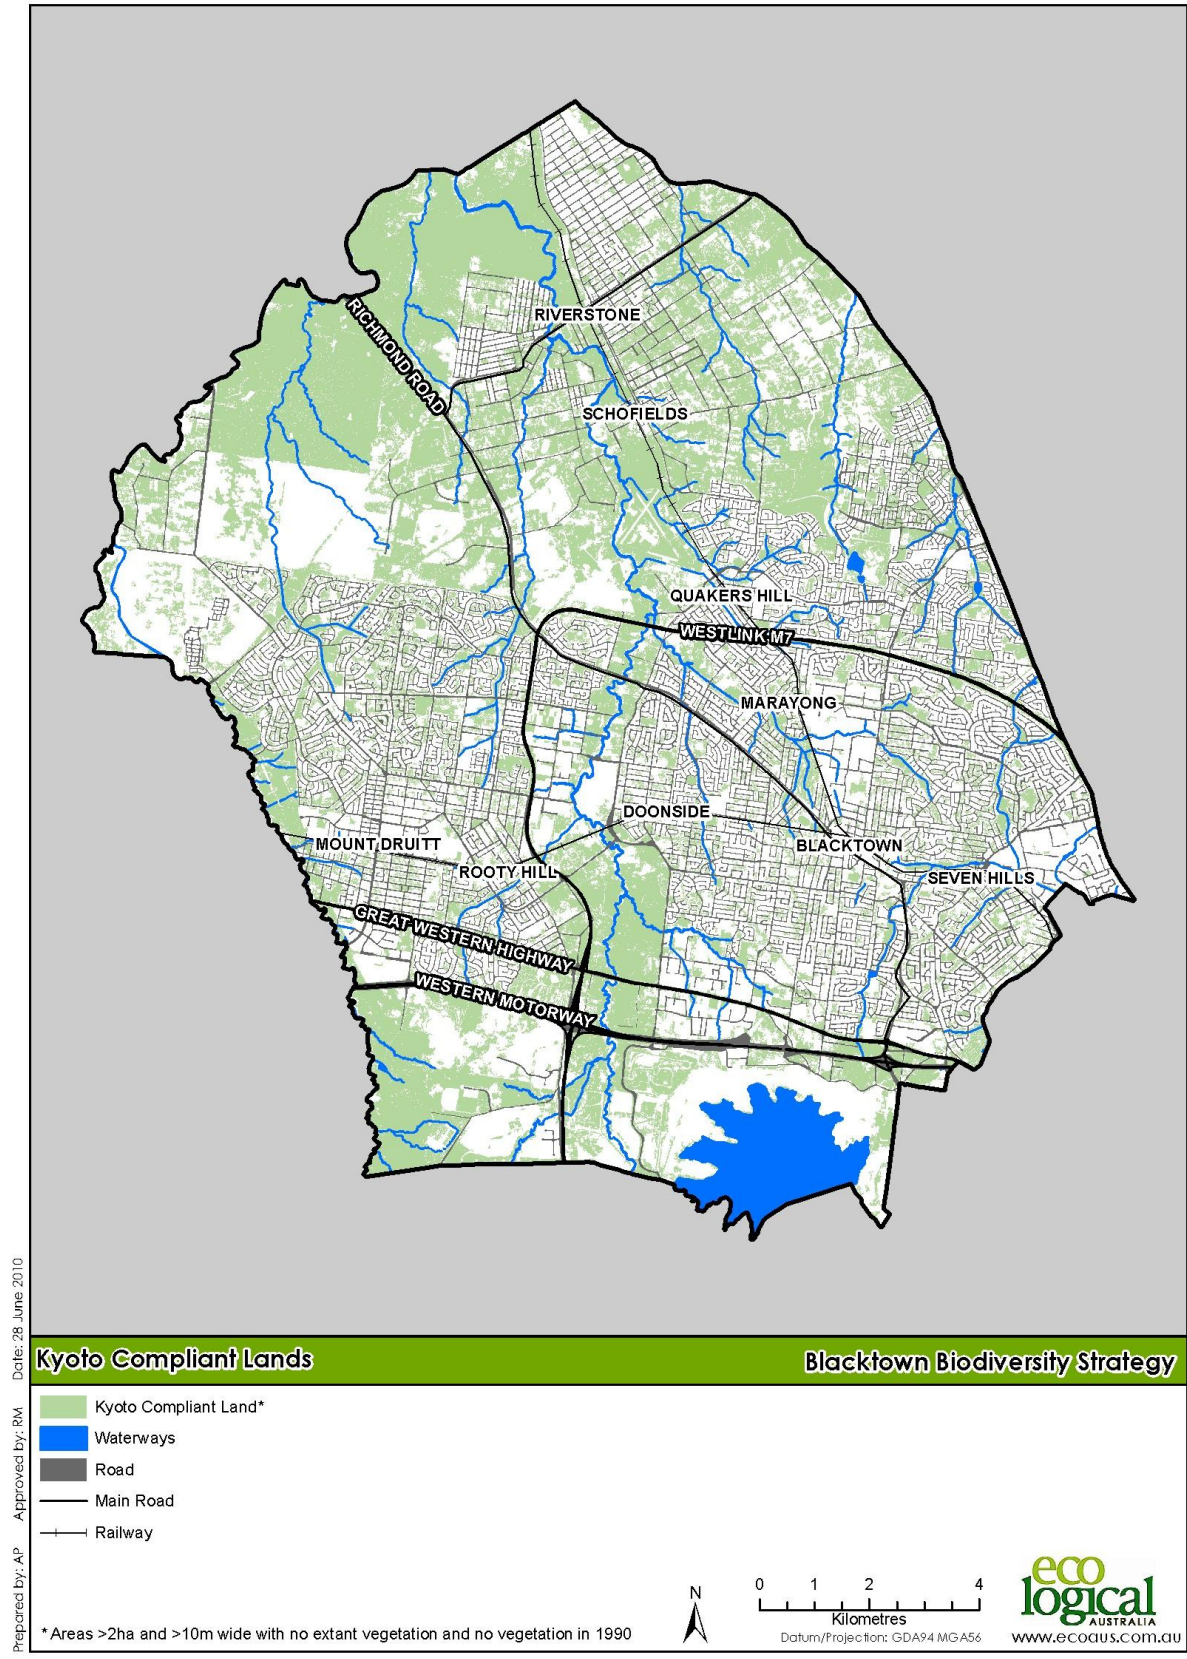 RICHMOND ROAD
RIVERSTONE
SCHOFIELDS
QUAKERS HILL
WESTLINK M7
MARAYONG
DOONSIDE
MOUNT DRUITT
BLACKTOWN
ROOTY HILL
SEVEN HILLS
GREAT WESTERN HIGHWAY
WESTERN MOTORWAY
Prepared by: AP Approved by: RM Date: 28 June 2010
Kyoto Compliant Lands
Blacktown Biodiversity Strategy
Kyoto Compliant Land*
Waterways
Road
Main Road
Railway
* Areas >2ha and >10m wide with no extant vegetation and no vegetation in 1990
N
0 1 2 4
Kilometres
Datum/Projection: GDA94 MGA56
eco
logical
AUSTRALIA
www.ecoaus.com.au